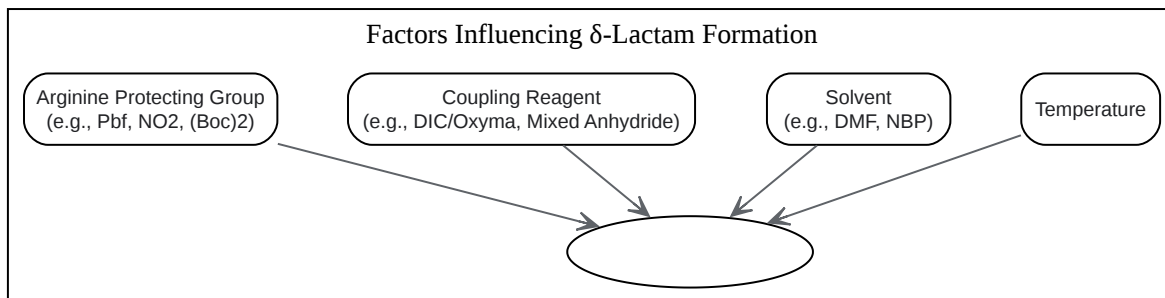 Factors Influencing δ-Lactam Formation
Arginine Protecting Group
(e.g., Pbf, NO2, (Boc)2)
Coupling Reagent
(e.g., DIC/Oxyma, Mixed Anhydride)
Solvent
(e.g., DMF, NBP)
Temperature